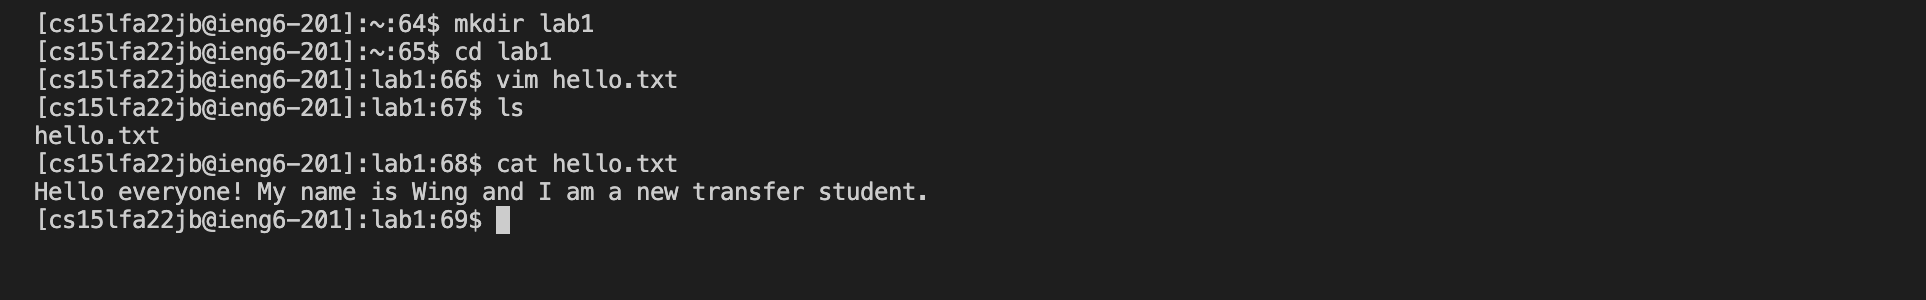 [cs15lfa22jb@ieng6-201]:~:64$ mkdir lab1
[cs15lfa22jb@ieng6-201]:~:65$ cd lab1
[cs15lfa22jb@ieng6-201]:lab1:66$ vim hello.txt
[cs15lfa22jb@ieng6-201]:lab1:67$ ls
hello.txt
[cs15lfa22jb@ieng6-201]:lab1:68$ cat hello.txt
Hello everyone! My name is Wing and I am a new transfer student.
[cs15lfa22jb@ieng6-201]:lab1:69$